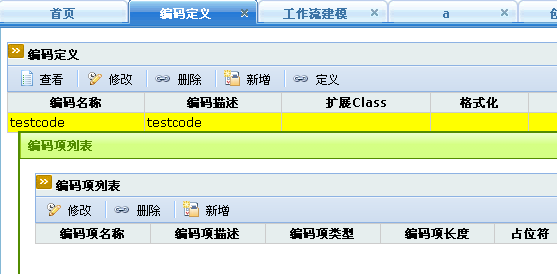 首页 编码定义 工作流建模 a
编码定义
查看 修改 删除 新增 定义
编码名称 编码描述 扩展Class 格式化
testcode testcode
编码项列表
编码项列表
修改 删除 新增
编码项名称 编码项描述 编码项类型 编码项长度 占位符